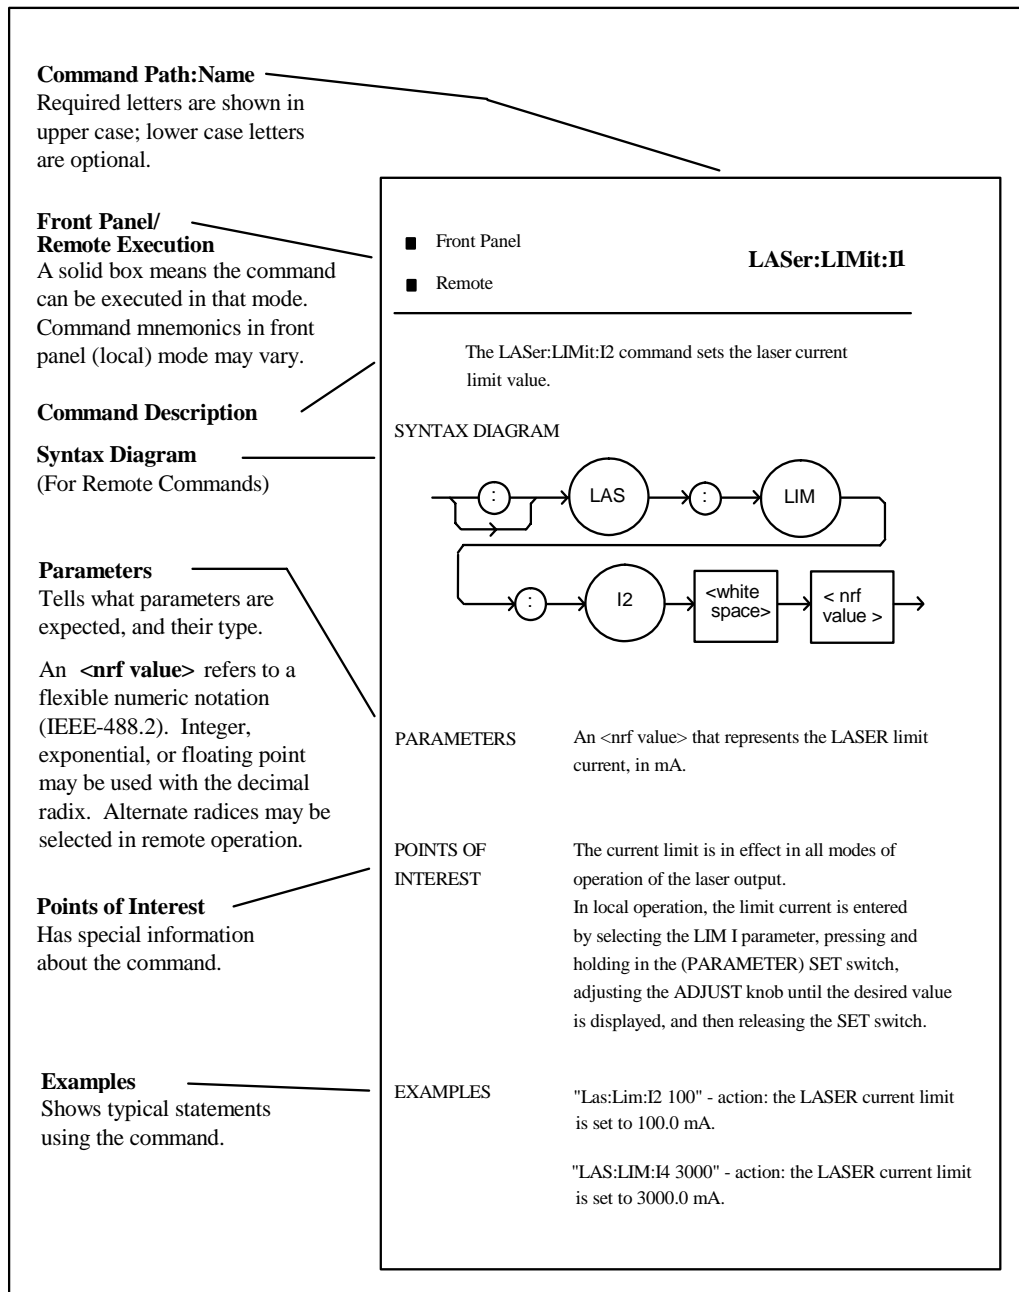 Command Path:Name
Required letters are shown in
upper case; lower case letters
are optional.
Front Panel/
Remote Execution
A solid box means the command
can be executed in that mode.
Command mnemonics in front
panel (local) mode may vary.
Command Description
Syntax Diagram
(For Remote Commands)
Parameters
Tells what parameters are
expected, and their type.
An <nrf value> refers to a
flexible numeric notation
(IEEE-488.2). Integer,
exponential, or floating point
may be used with the decimal
radix. Alternate radices may be
selected in remote operation.
Points of Interest
Has special information
about the command.
Examples
Shows typical statements
using the command.
Front Panel
Remote
LASer:LIMit:I1
The LASer:LIMit:I2 command sets the laser current
limit value.
SYNTAX DIAGRAM
: LAS : LIM
: I2 <white space> < nrf value >
PARAMETERS
An <nrf value> that represents the LASER limit
current, in mA.
POINTS OF
INTEREST
The current limit is in effect in all modes of
operation of the laser output.
In local operation, the limit current is entered
by selecting the LIM I parameter, pressing and
holding in the (PARAMETER) SET switch,
adjusting the ADJUST knob until the desired value
is displayed, and then releasing the SET switch.
EXAMPLES
"Las:Lim:I2 100" - action: the LASER current limit
is set to 100.0 mA.
"LAS:LIM:I4 3000" - action: the LASER current limit
is set to 3000.0 mA.